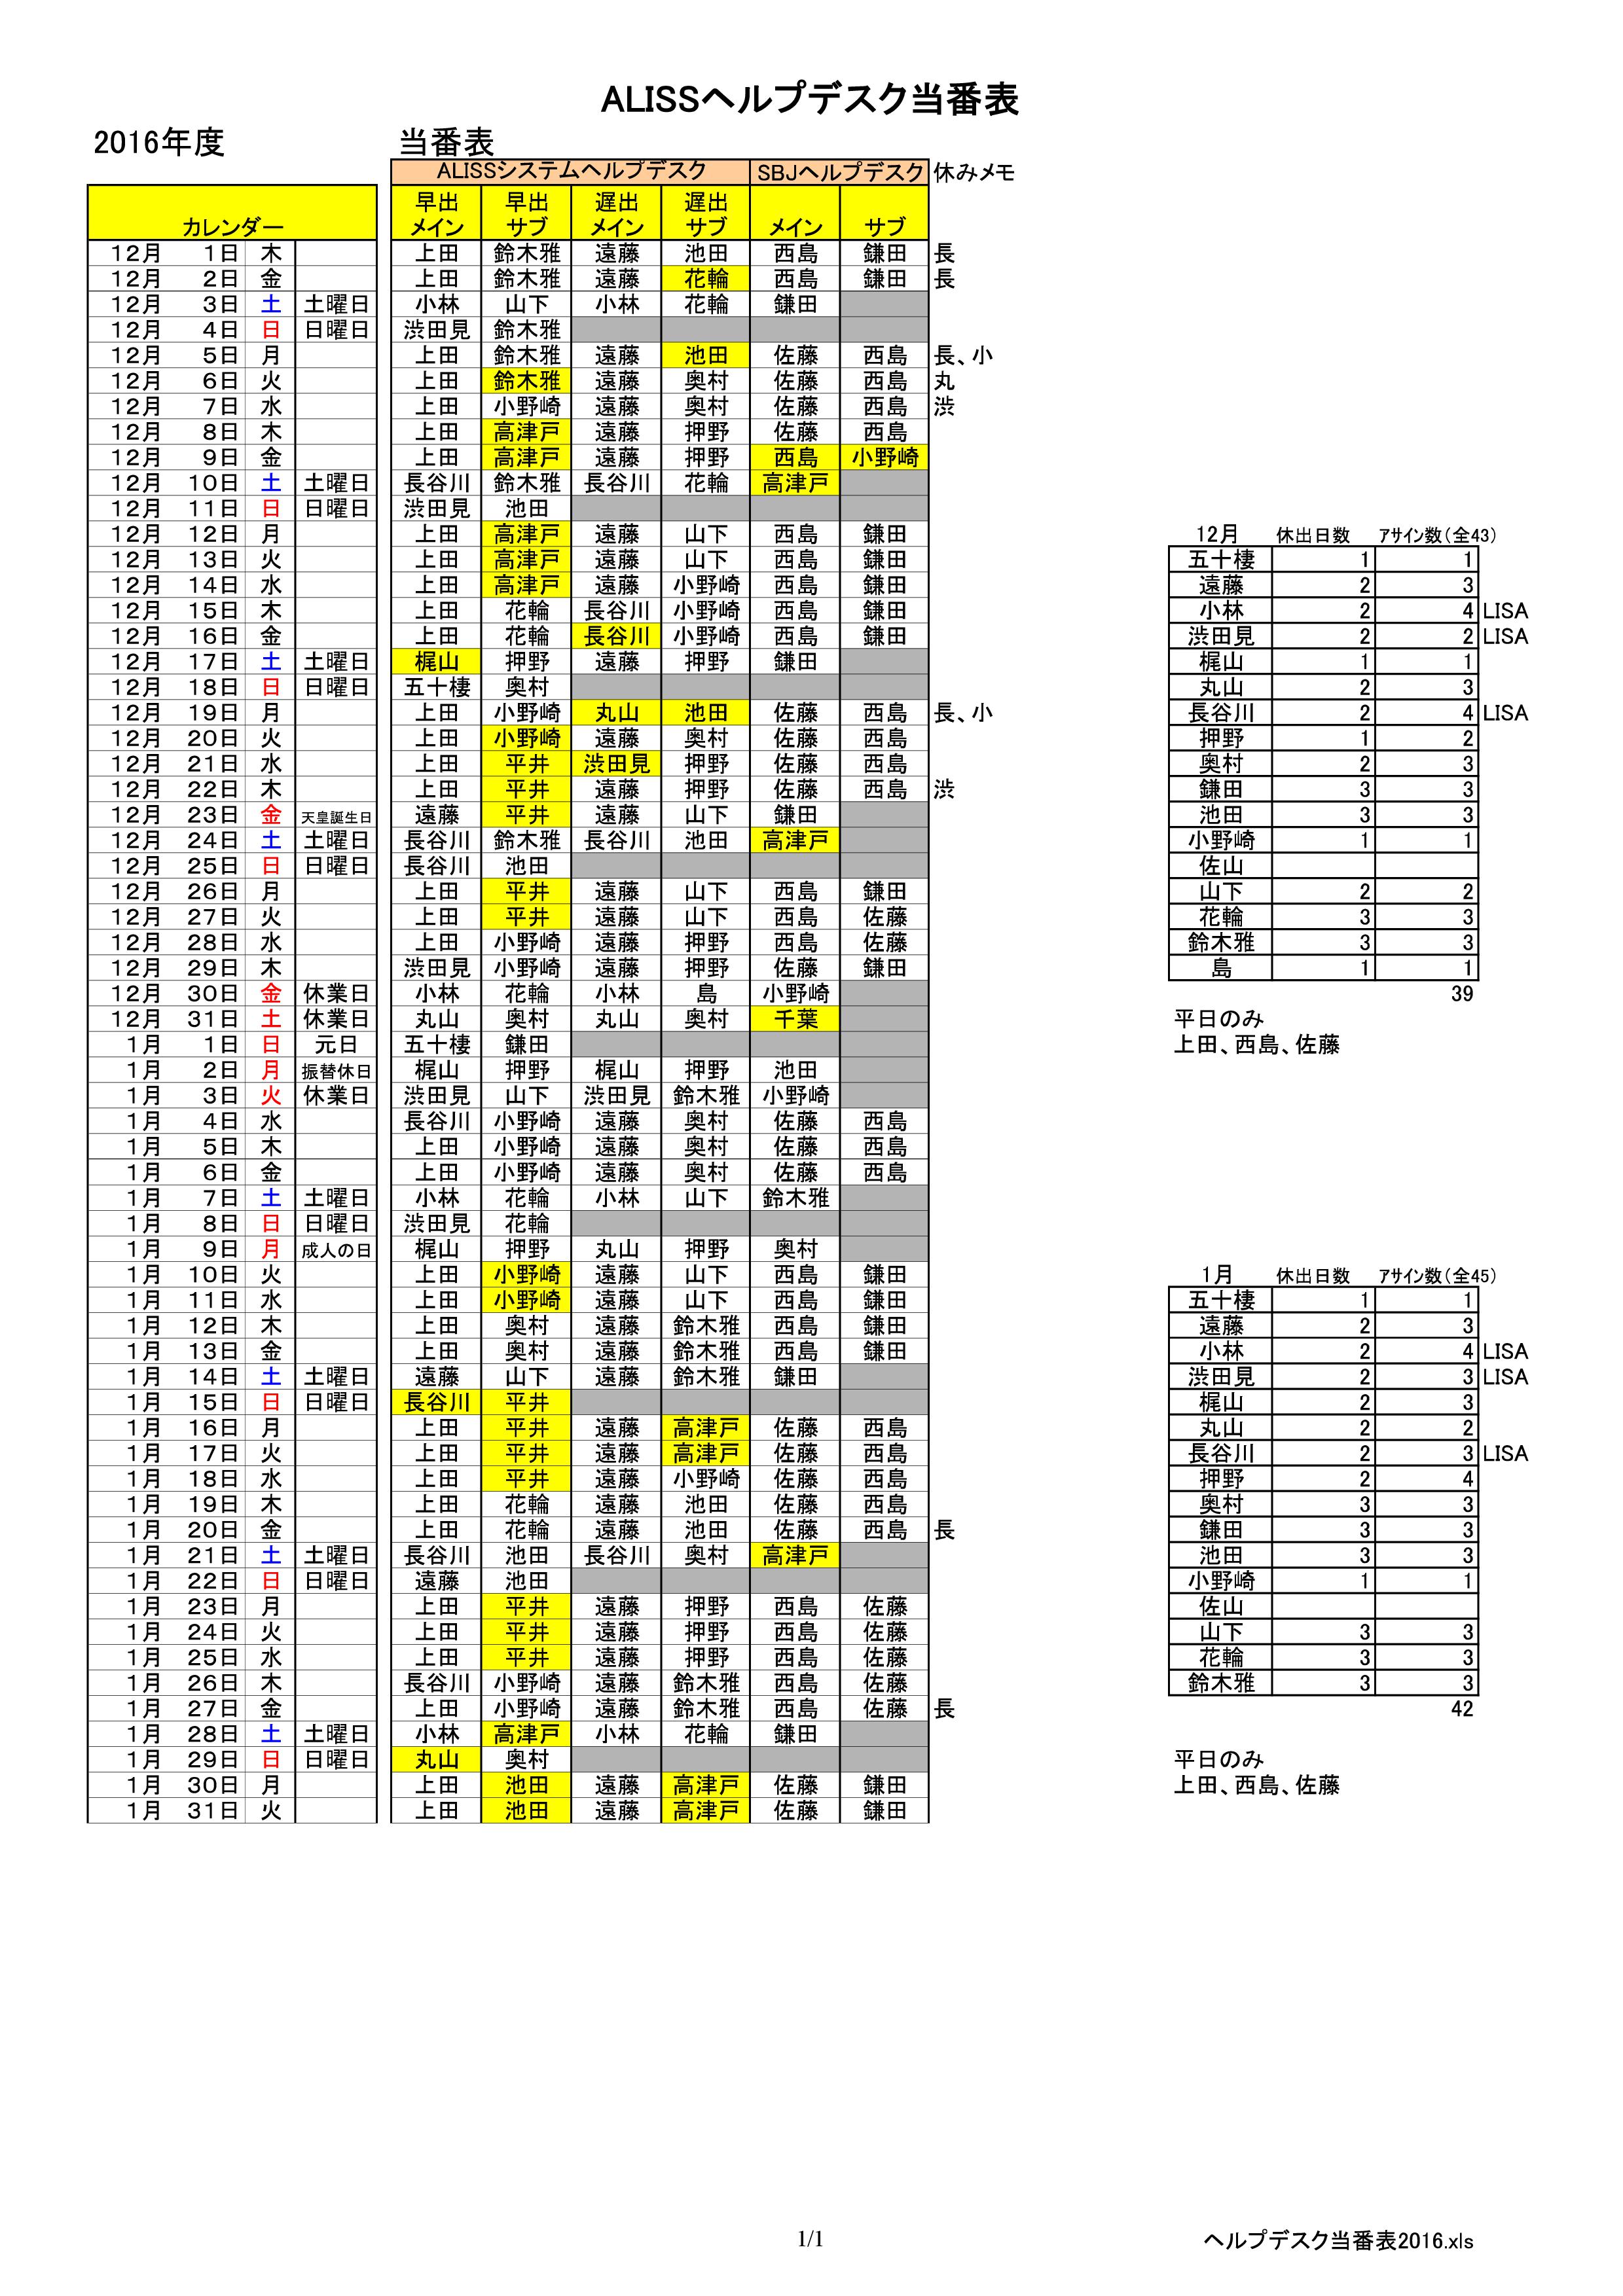 ALISSヘルプデスク当番表
2016年度 当番表
ALISSシステムヘルプデスク SBJヘルプデスク 休みメモ
カレンダー 早出メイン 早出サブ 遅出メイン 遅出サブ メイン サブ
12月 1日 木 上田 鈴木雅 遠藤 池田 西島 鎌田 長
12月 2日 金 上田 鈴木雅 遠藤 花輪 西島 鎌田 長
12月 3日 土 土曜日 小林 山下 小林 花輪 鎌田
12月 4日 日 日曜日 渋田見 鈴木雅
12月 5日 月 上田 鈴木雅 遠藤 池田 佐藤 西島 長、小
12月 6日 火 上田 鈴木雅 遠藤 奥村 佐藤 西島 丸
12月 7日 水 上田 小野崎 遠藤 奥村 佐藤 西島 渋
12月 8日 木 上田 高津戸 遠藤 押野 佐藤 西島
12月 9日 金 上田 高津戸 遠藤 押野 西島 小野崎
12月 10日 土 土曜日 長谷川 鈴木雅 長谷川 花輪 高津戸
12月 11日 日 日曜日 渋田見 池田
12月 12日 月 上田 高津戸 遠藤 山下 西島 鎌田
12月 13日 火 上田 高津戸 遠藤 山下 西島 鎌田
12月 14日 水 上田 高津戸 遠藤 小野崎 西島 鎌田
12月 15日 木 上田 花輪 長谷川 小野崎 西島 鎌田
12月 16日 金 上田 花輪 長谷川 小野崎 西島 鎌田
12月 17日 土 土曜日 梶山 押野 遠藤 押野 鎌田
12月 18日 日 日曜日 五十棲 奥村
12月 19日 月 上田 小野崎 丸山 池田 佐藤 西島 長、小
12月 20日 火 上田 小野崎 遠藤 奥村 佐藤 西島
12月 21日 水 上田 平井 渋田見 押野 佐藤 西島
12月 22日 木 上田 平井 遠藤 押野 佐藤 西島 渋
12月 23日 金 天皇誕生日 遠藤 平井 遠藤 山下 鎌田
12月 24日 土 土曜日 長谷川 鈴木雅 長谷川 池田 高津戸
12月 25日 日 日曜日 長谷川 池田
12月 26日 月 上田 平井 遠藤 山下 西島 鎌田
12月 27日 火 上田 平井 遠藤 山下 西島 佐藤
12月 28日 水 上田 小野崎 遠藤 押野 西島 佐藤
12月 29日 木 渋田見 小野崎 遠藤 押野 佐藤 鎌田
12月 30日 金 休業日 小林 花輪 小林 島 小野崎
12月 31日 土 休業日 丸山 奥村 丸山 奥村 千葉
1月 1日 日 元日 五十棲 鎌田
1月 2日 月 振替休日 梶山 押野 梶山 押野 池田
1月 3日 火 休業日 渋田見 山下 渋田見 鈴木雅 小野崎
1月 4日 水 長谷川 小野崎 遠藤 奥村 佐藤 西島
1月 5日 木 上田 小野崎 遠藤 奥村 佐藤 西島
1月 6日 金 上田 小野崎 遠藤 奥村 佐藤 西島
1月 7日 土 土曜日 小林 花輪 小林 山下 鈴木雅
1月 8日 日 日曜日 渋田見 花輪
1月 9日 月 成人の日 梶山 押野 丸山 押野 奥村
1月 10日 火 上田 小野崎 遠藤 山下 西島 鎌田
1月 11日 水 上田 小野崎 遠藤 山下 西島 鎌田
1月 12日 木 上田 奥村 遠藤 鈴木雅 西島 鎌田
1月 13日 金 上田 奥村 遠藤 鈴木雅 西島 鎌田
1月 14日 土 土曜日 遠藤 山下 遠藤 鈴木雅 鎌田
1月 15日 日 日曜日 長谷川 平井
1月 16日 月 上田 平井 遠藤 高津戸 佐藤 西島
1月 17日 火 上田 平井 遠藤 高津戸 佐藤 西島
1月 18日 水 上田 平井 遠藤 小野崎 佐藤 西島
1月 19日 木 上田 花輪 遠藤 池田 佐藤 西島
1月 20日 金 上田 花輪 遠藤 池田 佐藤 西島 長
1月 21日 土 土曜日 長谷川 池田 長谷川 奥村 高津戸
1月 22日 日 日曜日 遠藤 池田
1月 23日 月 上田 平井 遠藤 押野 西島 佐藤
1月 24日 火 上田 平井 遠藤 押野 西島 佐藤
1月 25日 水 上田 平井 遠藤 押野 西島 佐藤
1月 26日 木 長谷川 小野崎 遠藤 鈴木雅 西島 佐藤
1月 27日 金 上田 小野崎 遠藤 鈴木雅 西島 佐藤 長
1月 28日 土 土曜日 小林 高津戸 小林 花輪 鎌田
1月 29日 日 日曜日 丸山 奥村
1月 30日 月 上田 池田 遠藤 高津戸 佐藤 鎌田
1月 31日 火 上田 池田 遠藤 高津戸 佐藤 鎌田
12月 休出日数 アサイン数(全43)
五十棲 1 1
遠藤 2 3
小林 2 4 LISA
渋田見 2 2 LISA
梶山 1 1
丸山 2 3
長谷川 2 4 LISA
押野 1 2
奥村 2 3
鎌田 3 3
池田 3 3
小野崎 1 1
佐山
山下 2 2
花輪 3 3
鈴木雅 3 3
島 1 1
39
平日のみ
上田、西島、佐藤
1月 休出日数 アサイン数(全45)
五十棲 1 1
遠藤 2 3
小林 2 4 LISA
渋田見 2 3 LISA
梶山 2 3
丸山 2 2
長谷川 2 3 LISA
押野 2 4
奥村 3 3
鎌田 3 3
池田 3 3
小野崎 1 1
佐山
山下 3 3
花輪 3 3
鈴木雅 3 3
42
平日のみ
上田、西島、佐藤
1/1
ヘルプデスク当番表2016.xls